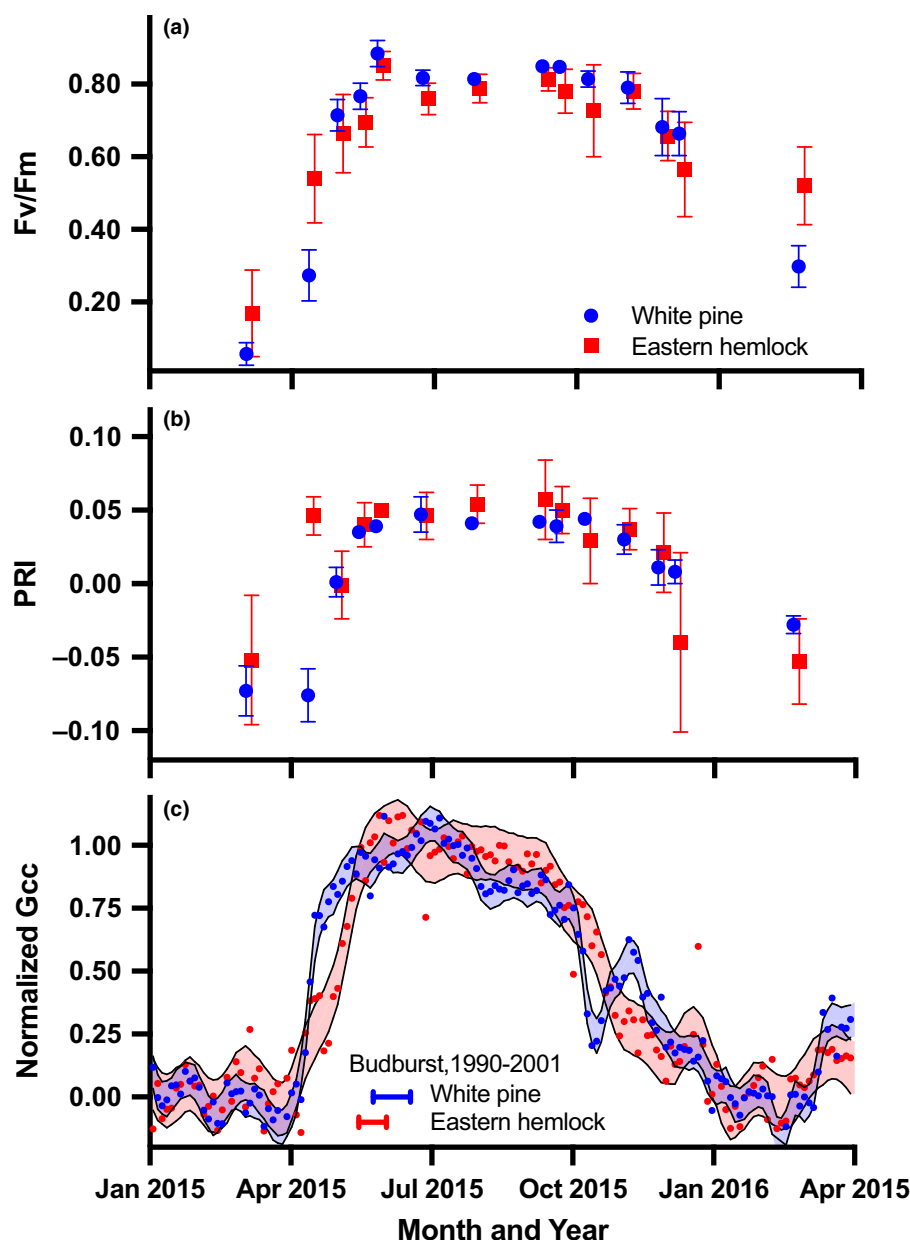 (a)
0.80
0.60
0.40
0.20
Fv/Fm
White pine
Eastern hemlock
(b)
0.10
0.05
0.00
−0.05
−0.10
PRI
(c)
1.00
0.75
0.50
0.25
0.00
Normalized Gcc
Budburst,1990-2001
White pine
Eastern hemlock
Jan 2015 Apr 2015 Jul 2015 Oct 2015 Jan 2016 Apr 2015
Month and Year